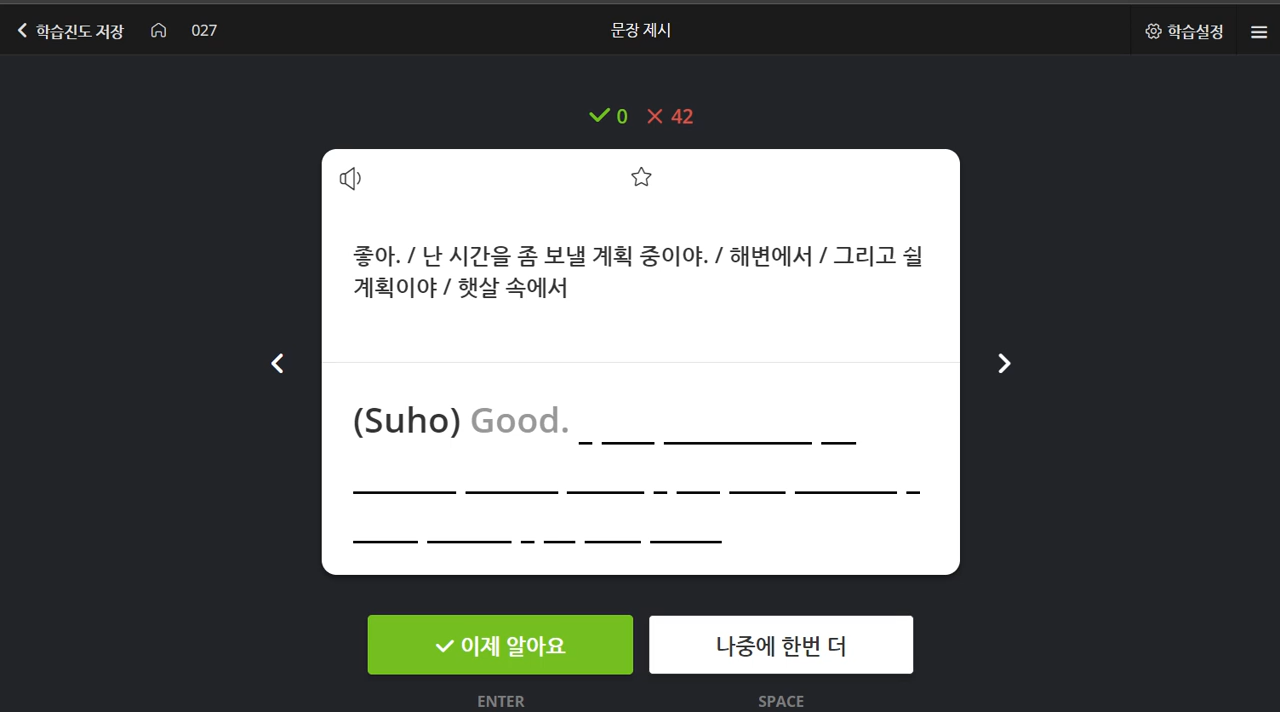 학습진도 저장 027 문장 제시 학습설정
0 42
좋아. / 난 시간을 좀 보낼 계획 중이야. / 해변에서 / 그리고 쉴
계획이야 / 햇살 속에서
(Suho) Good.
이제 알아요 나중에 한번 더
ENTER SPACE